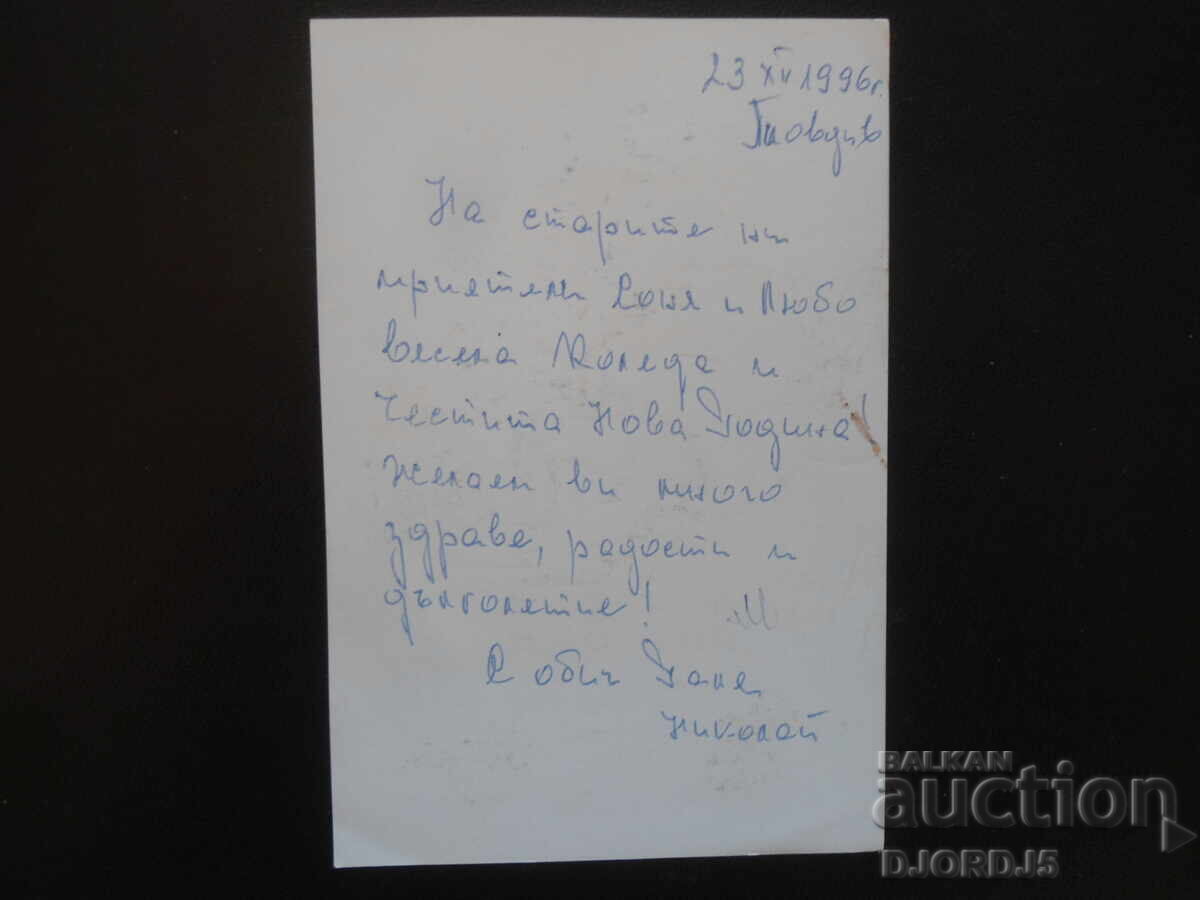 23 XII 1996г.
Пловдив
На старите ни
приятели Соня и Любо
весела Коледа и
Честита Нова Година!
Желаем ви много
здраве, радости и
дълголетие!
С обич Таня
Николай
BALKAN
auction
DJORDJ5